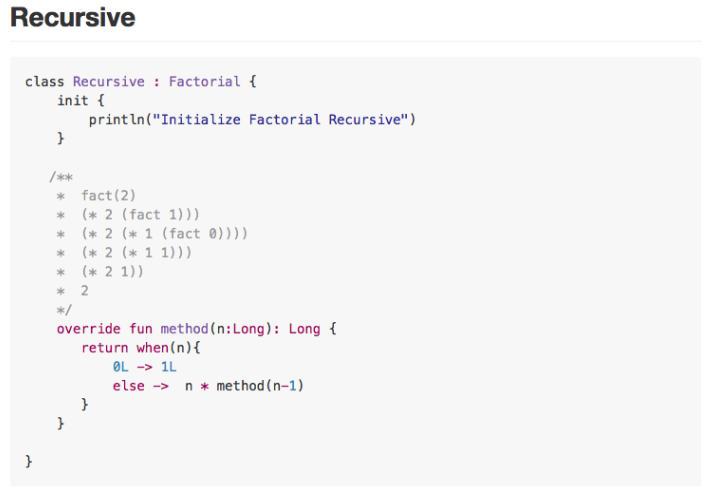 Recursive
class Recursive : Factorial {
    init {
        println("Initialize Factorial Recursive")
    }
   /**
    *  fact(2)
    *  (* 2 (fact 1)))
    *  (* 2 (* 1 (fact 0))))
    *  (* 2 (* 1 1)))
    *  (* 2 1))
    *  2
    */
    override fun method(n:Long): Long {
       return when(n){
           0L -> 1L
           else ->  n * method(n-1)
       }
    }
}